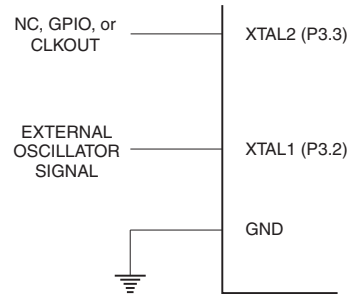 NC, GPIO, or
CLKOUT
XTAL2 (P3.3)
EXTERNAL
OSCILLATOR
SIGNAL
XTAL1 (P3.2)
GND